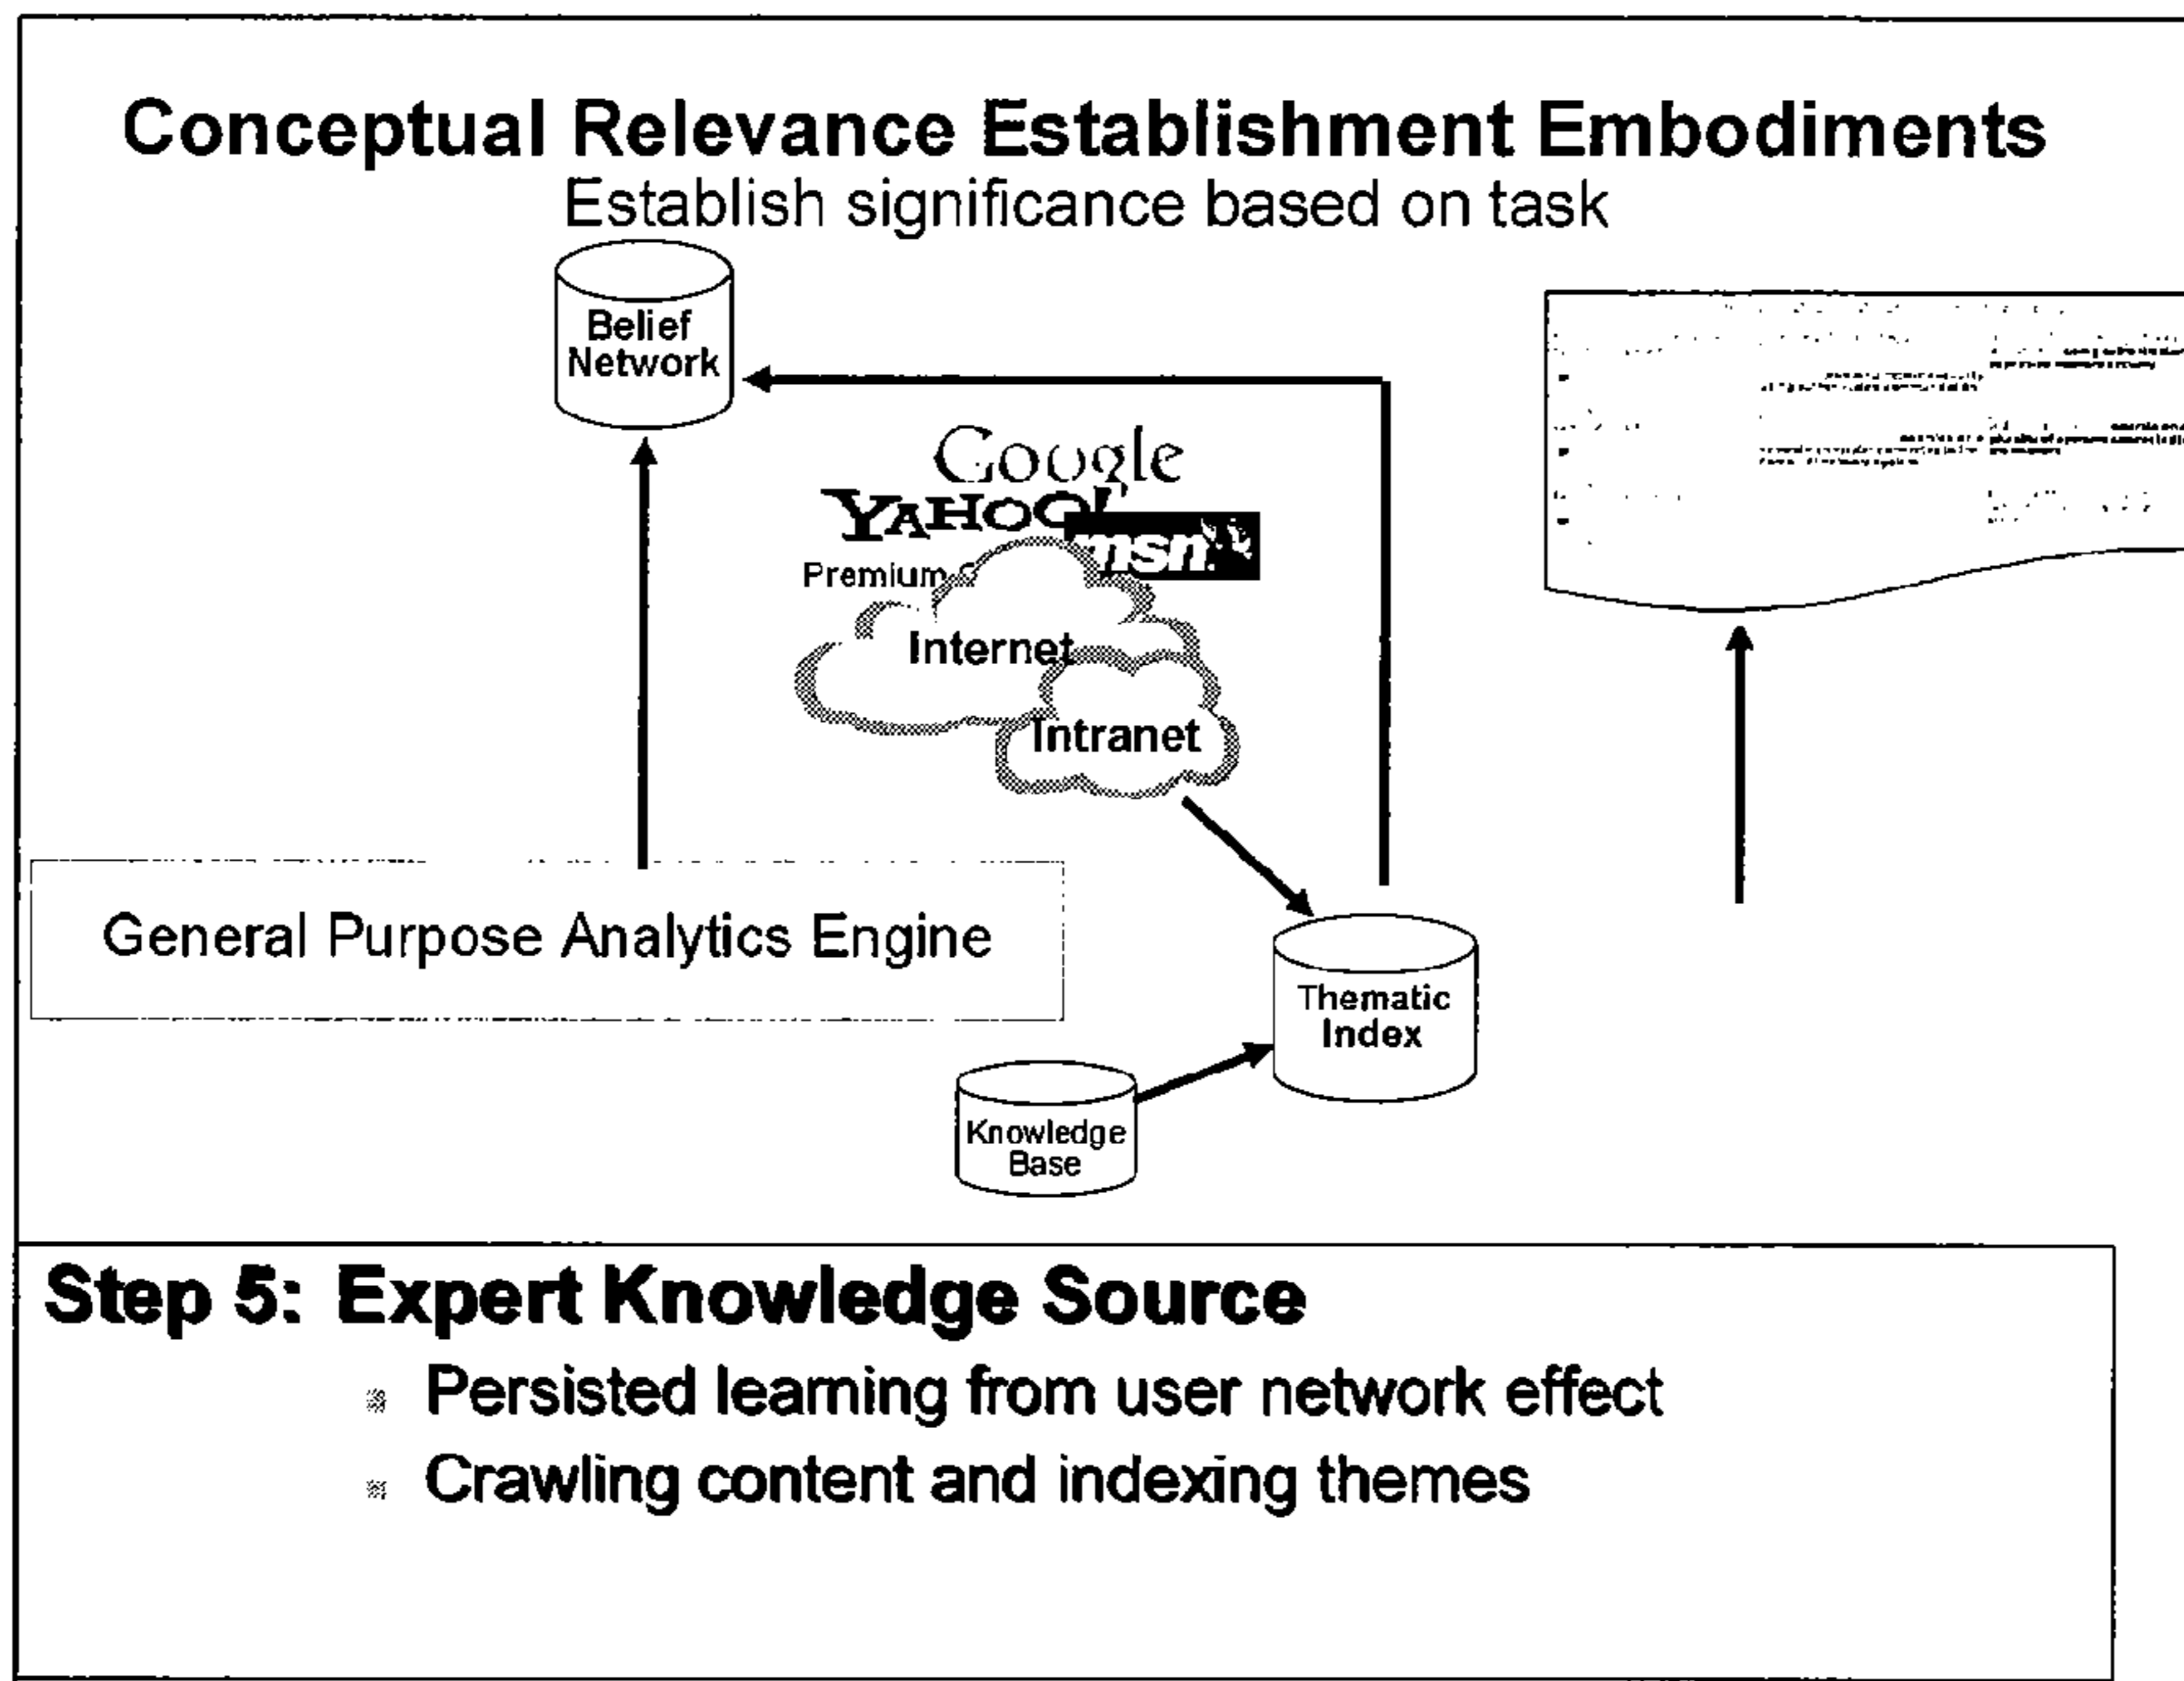 Conceptual Relevance Establishment Embodiments
Establish significance based on task
Belief
Network
Google
YAHOO!
msn
Premium
Internet
Intranet
General Purpose Analytics Engine
Thematic
Index
Knowledge
Base
Step 5: Expert Knowledge Source
Persisted learning from user network effect
Crawling content and indexing themes